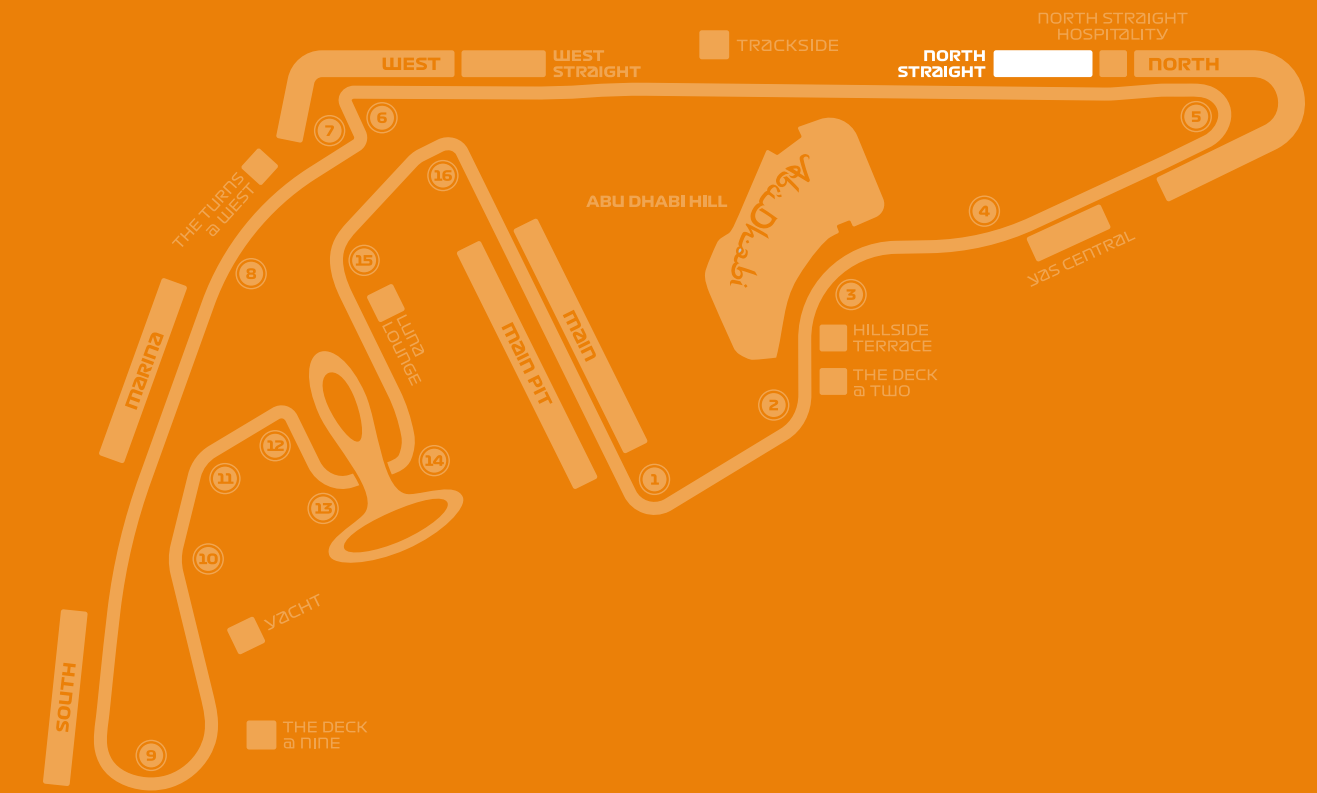 NORTH STRAIGHT
HOSPITALITY
TRACKSIDE
WEST
WEST
STRAIGHT
NORTH
STRAIGHT
NORTH
7
6
5
THE TURNS
@ WEST
16
ABU DHABI HILL
Abu Dhabi
4
YAS CENTRAL
8
15
3
LUNA
LOUNGE
MARINA
MAIN PIT
MAIN
HILLSIDE
TERRACE
THE DECK
@ TWO
2
12
11
14
13
1
10
YACHT
SOUTH
THE DECK
@ NINE
9